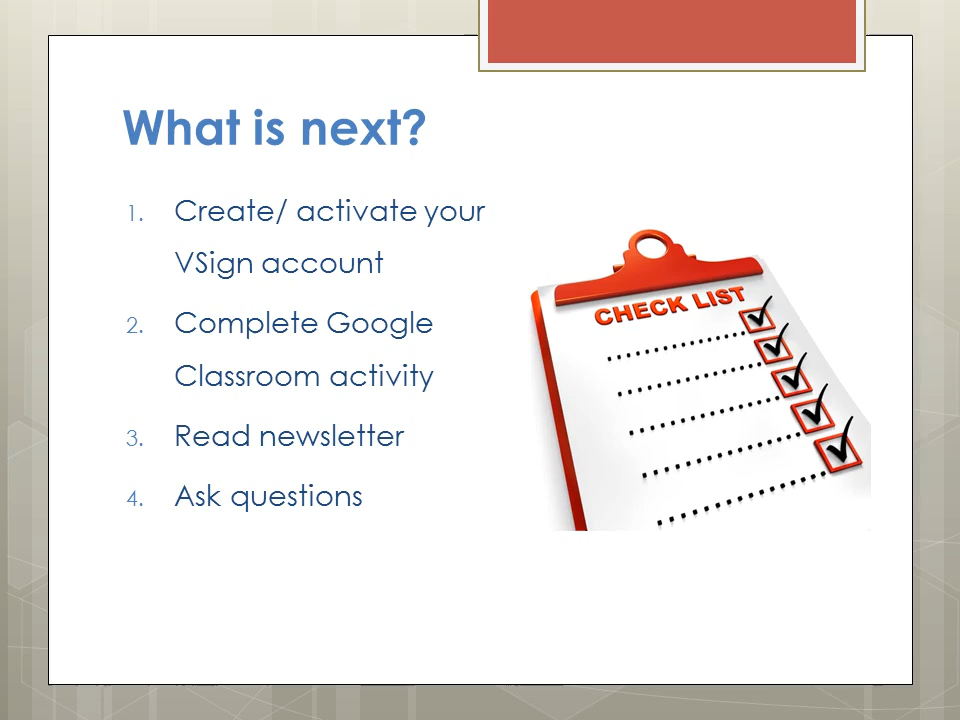 What is next?
1. Create/ activate your
VSign account
2. Complete Google
Classroom activity
3. Read newsletter
4. Ask questions
CHECK LIST